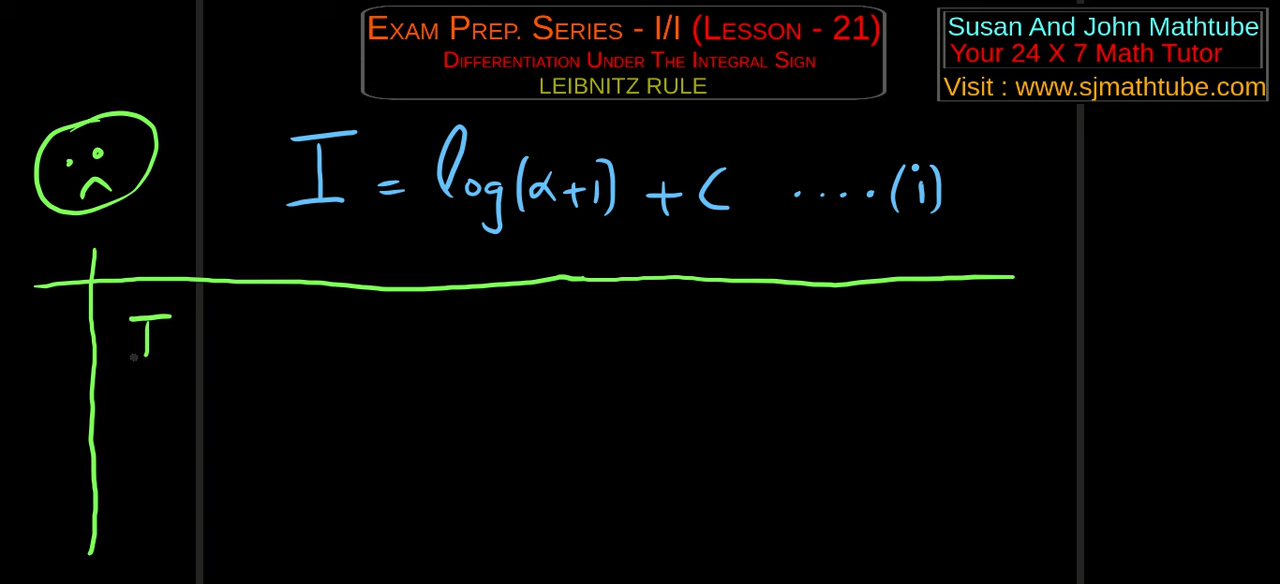 EXAM PREP. SERIES - I/I (LESSON - 21)
DIFFERENTIATION UNDER THE INTEGRAL SIGN
LEIBNITZ RULE
Susan And John Mathtube
Your 24 X 7 Math Tutor
Visit : www.sjmathtube.com
I = log(α+1) + C ....(i)
T